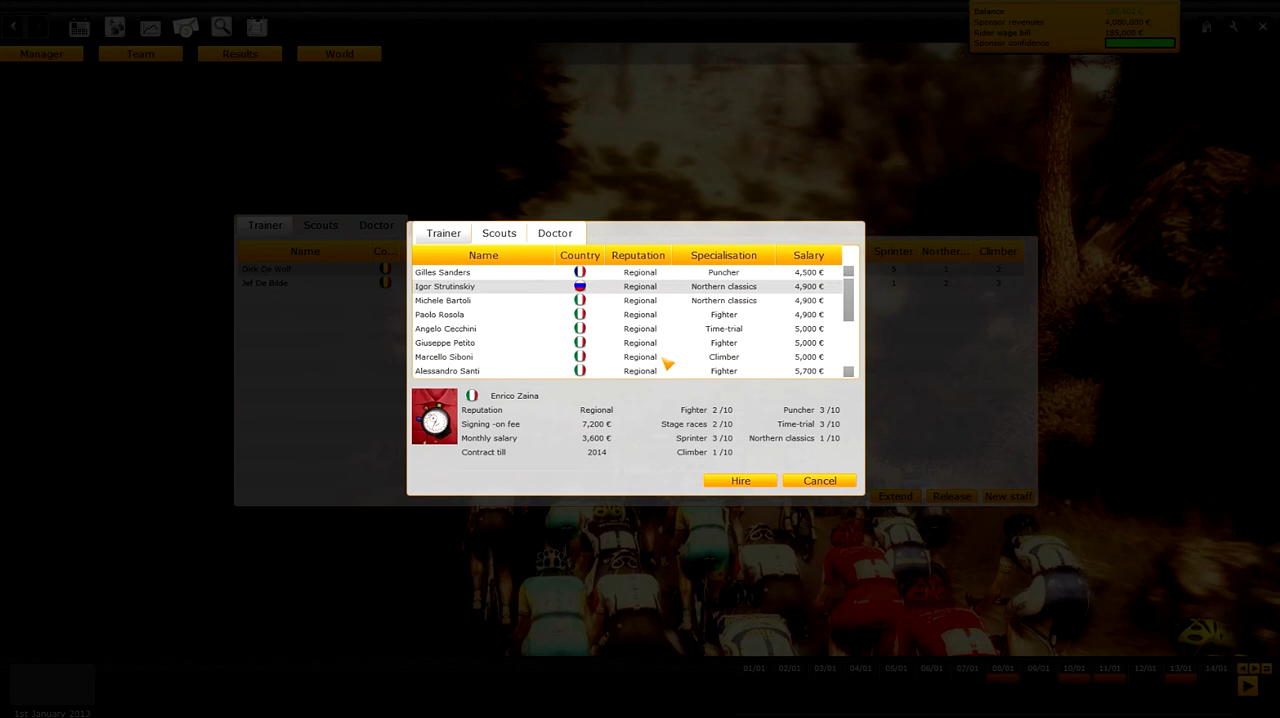 Balance 180,502 €
Sponsor revenues 4,080,000 €
Rider wage bill 185,000 €
Sponsor confidence
Manager Team Results World
Trainer Scouts Doctor
Name Co... Sprinter Norther... Climber
Dirk De Wolf 5 1 2
Jef De Bilde 1 2 3
Trainer Scouts Doctor
Name Country Reputation Specialisation Salary
Gilles Sanders Regional Puncher 4,500 €
Igor Strutinskiy Regional Northern classics 4,900 €
Michele Bartoli Regional Northern classics 4,900 €
Paolo Rosola Regional Fighter 4,900 €
Angelo Cecchini Regional Time-trial 5,000 €
Giuseppe Petito Regional Fighter 5,000 €
Marcello Siboni Regional Climber 5,000 €
Alessandro Santi Regional Fighter 5,700 €
Enrico Zaina
Reputation Regional Fighter 2 /10 Puncher 3 /10
Signing -on fee 7,200 € Stage races 2 /10 Time-trial 3 /10
Monthly salary 3,600 € Sprinter 3 /10 Northern classics 1 /10
Contract till 2014 Climber 1 /10
Hire Cancel
Extend Release New staff
01/01 02/01 03/01 04/01 05/01 06/01 07/01 08/01 09/01 10/01 11/01 12/01 13/01 14/01
1st January 2013